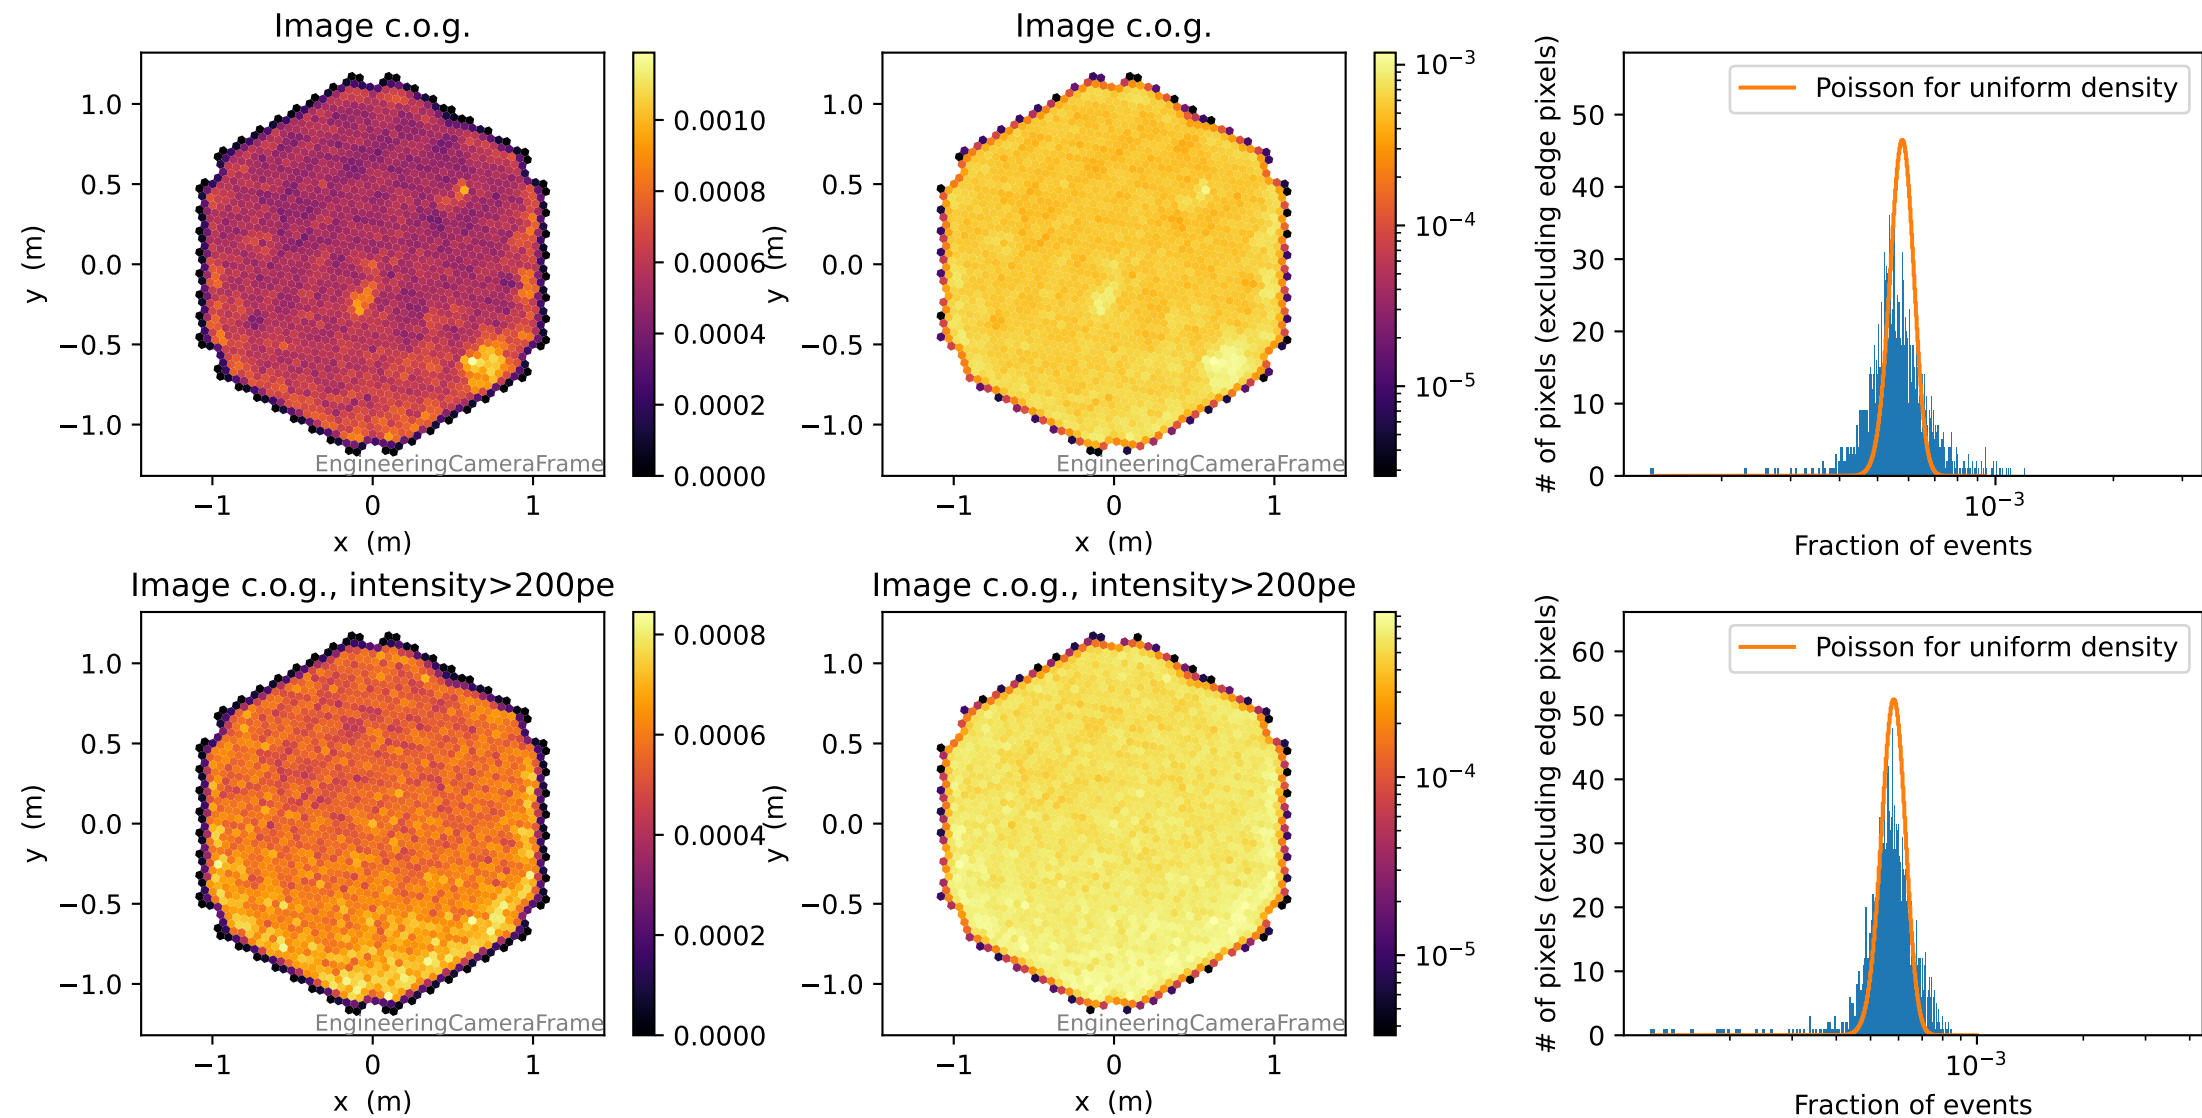 Image c.o.g.
1.0
0.5
0.0
−0.5
−1.0
y (m)
−1
0
1
x (m)
EngineeringCameraFrame
0.0010
0.0008
0.0006
0.0004
0.0002
0.0000
Image c.o.g.
1.0
0.5
0.0
−0.5
−1.0
y (m)
−1
0
1
x (m)
EngineeringCameraFrame
10⁻³
10⁻⁴
10⁻⁵
# of pixels (excluding edge pixels)
50
40
30
20
10
0
Poisson for uniform density
10⁻³
Fraction of events
Image c.o.g., intensity>200pe
1.0
0.5
0.0
−0.5
−1.0
y (m)
−1
0
1
x (m)
EngineeringCameraFrame
0.0008
0.0006
0.0004
0.0002
0.0000
Image c.o.g., intensity>200pe
1.0
0.5
0.0
−0.5
−1.0
y (m)
−1
0
1
x (m)
EngineeringCameraFrame
10⁻⁴
10⁻⁵
# of pixels (excluding edge pixels)
60
50
40
30
20
10
0
Poisson for uniform density
10⁻³
Fraction of events